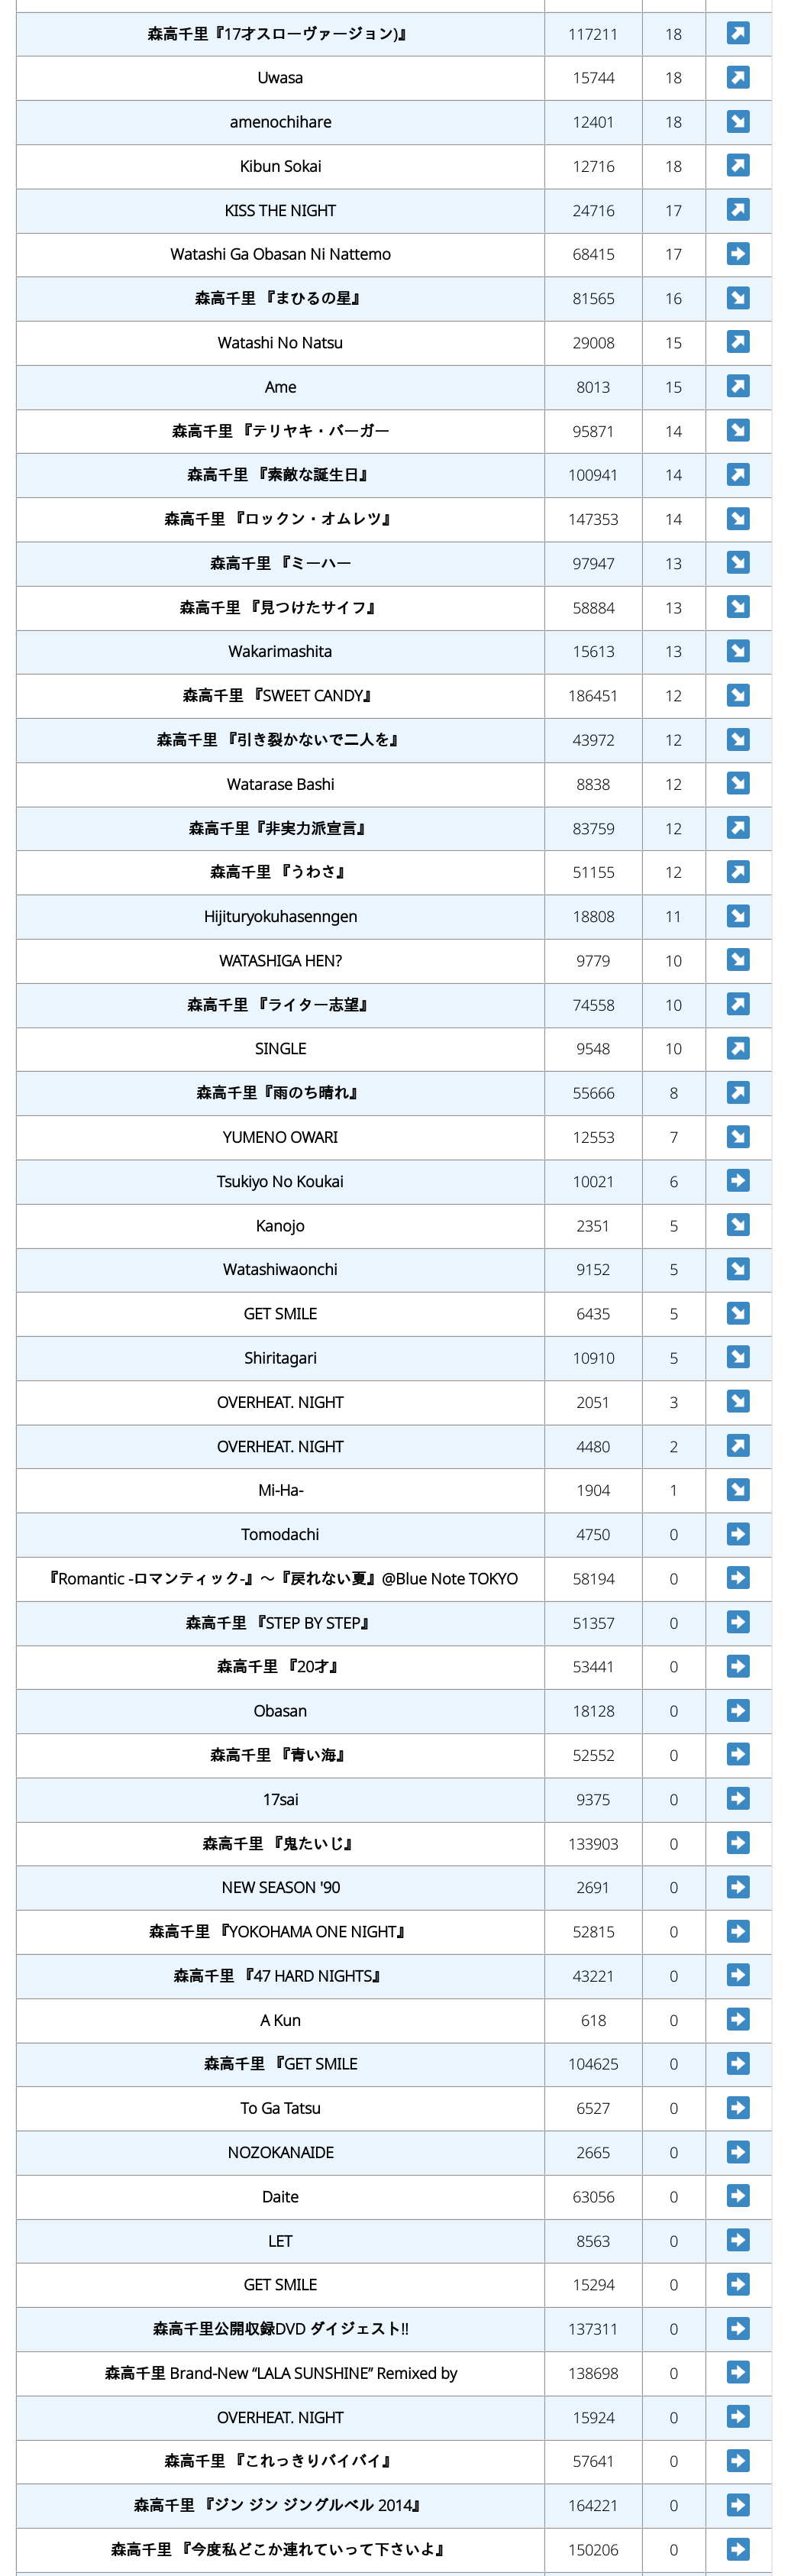 森高千里『17才スローヴァージョン)』 117211 18
Uwasa 15744 18
amenochihare 12401 18
Kibun Sokai 12716 18
KISS THE NIGHT 24716 17
Watashi Ga Obasan Ni Nattemo 68415 17
森高千里 『まひるの星』 81565 16
Watashi No Natsu 29008 15
Ame 8013 15
森高千里 『テリヤキ・バーガー 95871 14
森高千里 『素敵な誕生日』 100941 14
森高千里 『ロックン・オムレツ』 147353 14
森高千里 『ミーハー 97947 13
森高千里 『見つけたサイフ』 58884 13
Wakarimashita 15613 13
森高千里 『SWEET CANDY』 186451 12
森高千里 『引き裂かないで二人を』 43972 12
Watarase Bashi 8838 12
森高千里『非実力派宣言』 83759 12
森高千里 『うわさ』 51155 12
Hijituryokuhasenngen 18808 11
WATASHIGA HEN? 9779 10
森高千里 『ライター志望』 74558 10
SINGLE 9548 10
森高千里『雨のち晴れ』 55666 8
YUMENO OWARI 12553 7
Tsukiyo No Koukai 10021 6
Kanojo 2351 5
Watashiwaonchi 9152 5
GET SMILE 6435 5
Shiritagari 10910 5
OVERHEAT. NIGHT 2051 3
OVERHEAT. NIGHT 4480 2
Mi-Ha- 1904 1
Tomodachi 4750 0
『Romantic -ロマンティック-』～『戻れない夏』@Blue Note TOKYO 58194 0
森高千里 『STEP BY STEP』 51357 0
森高千里 『20才』 53441 0
Obasan 18128 0
森高千里 『青い海』 52552 0
17sai 9375 0
森高千里 『鬼たいじ』 133903 0
NEW SEASON '90 2691 0
森高千里 『YOKOHAMA ONE NIGHT』 52815 0
森高千里 『47 HARD NIGHTS』 43221 0
A Kun 618 0
森高千里 『GET SMILE 104625 0
To Ga Tatsu 6527 0
NOZOKANAIDE 2665 0
Daite 63056 0
LET 8563 0
GET SMILE 15294 0
森高千里公開収録DVD ダイジェスト!! 137311 0
森高千里 Brand-New “LALA SUNSHINE” Remixed by 138698 0
OVERHEAT. NIGHT 15924 0
森高千里 『これっきりバイバイ』 57641 0
森高千里 『ジン ジン ジングルベル 2014』 164221 0
森高千里 『今度私どこか連れていって下さいよ』 150206 0